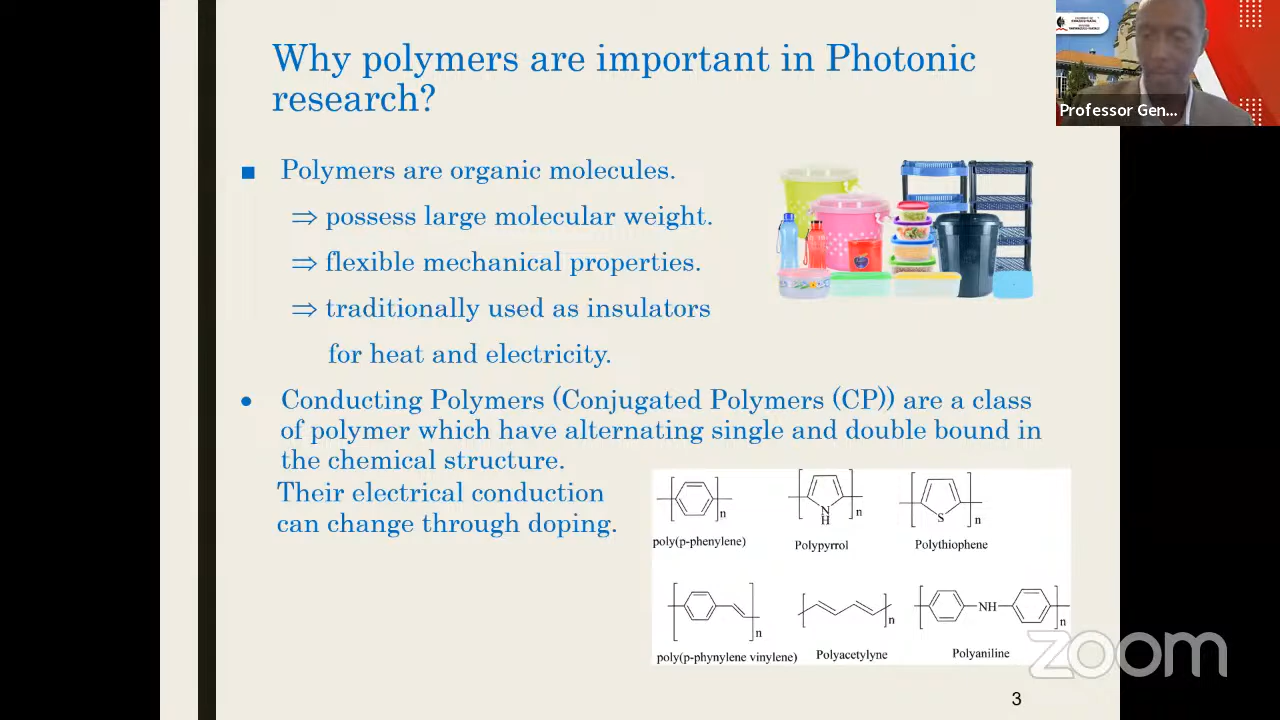 Why polymers are important in Photonic
research?
Professor Gen...
■ Polymers are organic molecules.
⇒ possess large molecular weight.
⇒ flexible mechanical properties.
⇒ traditionally used as insulators
for heat and electricity.
• Conducting Polymers (Conjugated Polymers (CP)) are a class
of polymer which have alternating single and double bound in
the chemical structure.
Their electrical conduction
can change through doping.
n
N
H
n
S
n
poly(p-phenylene)
Polypyrrol
Polythiophene
n
n
NH
n
poly(p-phynylene vinylene)
Polyacetylyne
Polyaniline
zoom
3